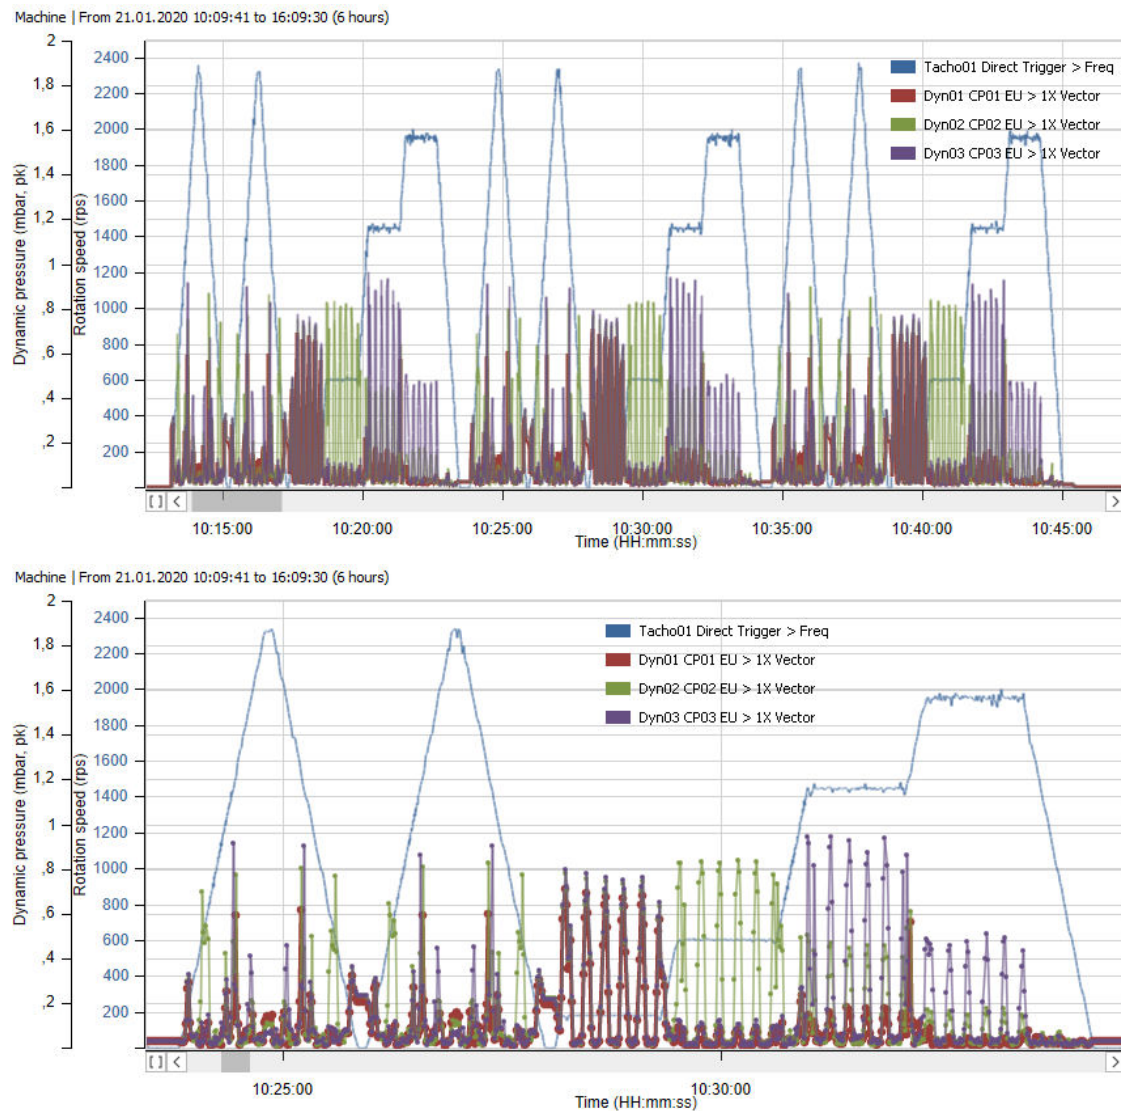 Machine | From 21.01.2020 10:09:41 to 16:09:30 (6 hours)
2
1,8
1,6
1,4
1,2
1
,8
,6
,4
,2
Dynamic pressure (mbar, pk)
2400
2200
2000
1800
1600
1400
1200
1000
800
600
400
200
Rotation speed (rps)
Tacho01 Direct Trigger > Freq
Dyn01 CP01 EU > 1X Vector
Dyn02 CP02 EU > 1X Vector
Dyn03 CP03 EU > 1X Vector
[ ] < >
10:15:00 10:20:00 10:25:00 10:30:00 10:35:00 10:40:00 10:45:00
Time (HH:mm:ss)
Machine | From 21.01.2020 10:09:41 to 16:09:30 (6 hours)
2
1,8
1,6
1,4
1,2
1
,8
,6
,4
,2
Dynamic pressure (mbar, pk)
2400
2200
2000
1800
1600
1400
1200
1000
800
600
400
200
Rotation speed (rps)
Tacho01 Direct Trigger > Freq
Dyn01 CP01 EU > 1X Vector
Dyn02 CP02 EU > 1X Vector
Dyn03 CP03 EU > 1X Vector
[ ] < >
10:25:00 10:30:00
Time (HH:mm:ss)